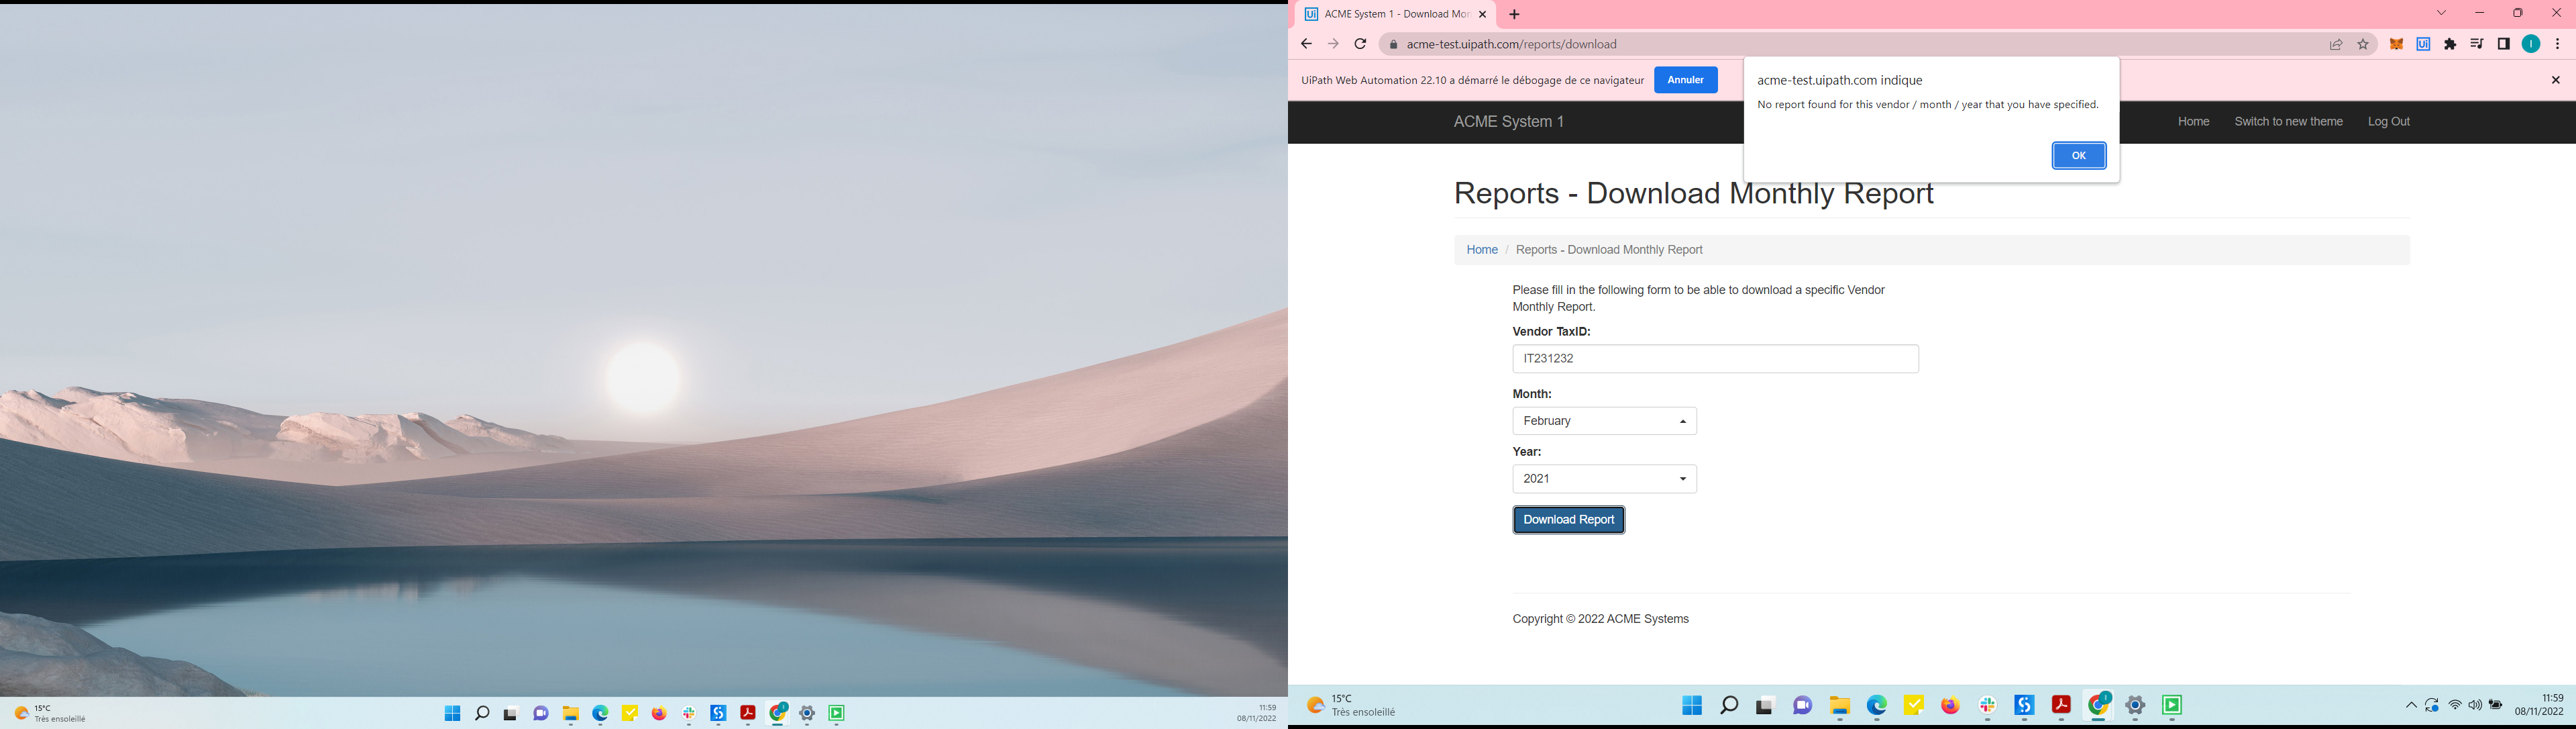 15°C
Très ensoleillé
11:59
08/11/2022
ACME System 1 - Download Mon
acme-test.uipath.com/reports/download
UiPath Web Automation 22.10 a démarré le débogage de ce navigateur
Annuler
acme-test.uipath.com indique
No report found for this vendor / month / year that you have specified.
OK
ACME System 1
Home
Switch to new theme
Log Out
Reports - Download Monthly Report
Home / Reports - Download Monthly Report
Please fill in the following form to be able to download a specific Vendor
Monthly Report.
Vendor TaxID:
IT231232
Month:
February
Year:
2021
Download Report
Copyright © 2022 ACME Systems
15°C
Très ensoleillé
11:59
08/11/2022